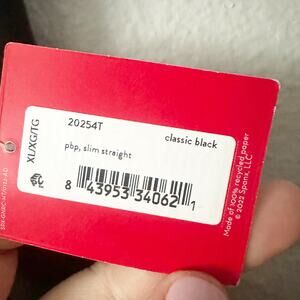 20254T
XL/XG/TG
classic black
pbp, slim straight
8 43953 34062 1
Made of 100% recycled paper
© 2022 Spanx, LLC